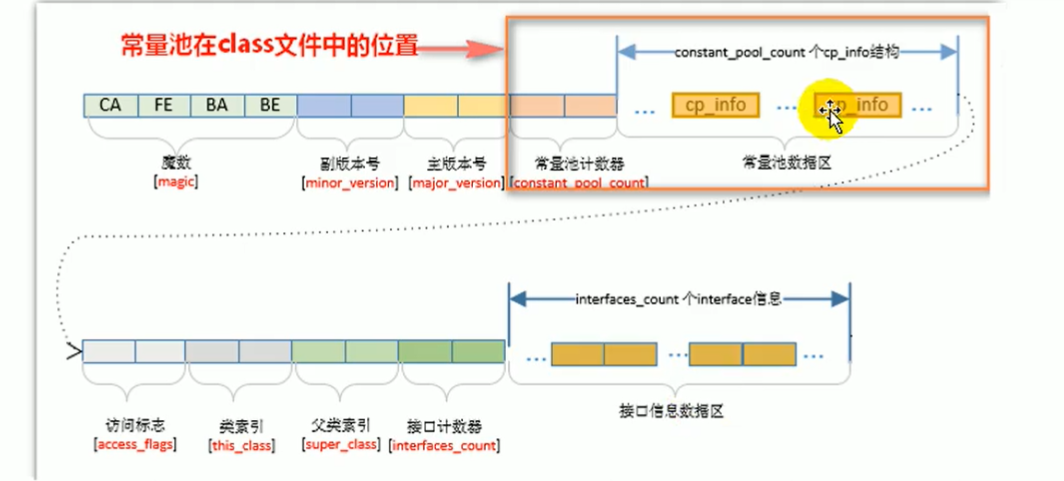 常量池在class文件中的位置
constant_pool_count 个cp_info结构
CA FE BA BE ... cp_info ... cp_info ...
魔数 副版本号 主版本号 常量池计数器 常量池数据区
[magic] [minor_version] [major_version] [constant_pool_count]
interfaces_count 个interface信息
... ... ...
接口信息数据区
访问标志 类索引 父类索引 接口计数器
[access_flags] [this_class] [super_class] [interfaces_count]